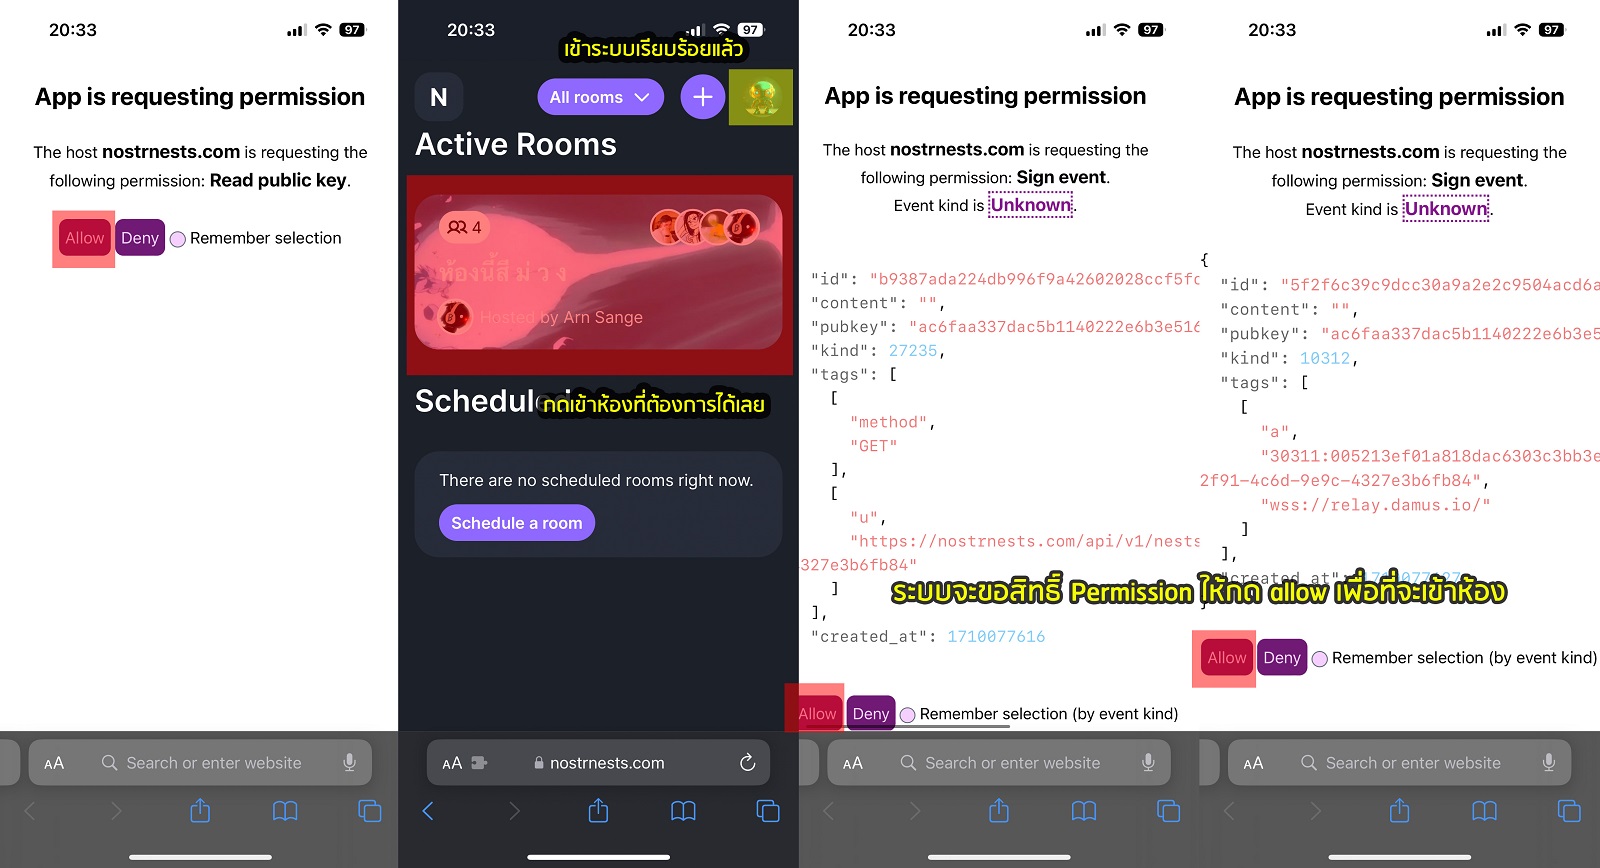 20:33
97
App is requesting permission
The host nostrnests.com is requesting the
following permission: Read public key.
Allow
Deny
Remember selection
AA
Search or enter website
20:33
97
เข้าระบบเรียบร้อยแล้ว
N
All rooms
Active Rooms
4
ห้องนี้สี ม่ ว ง
Hosted by Arn Sange
Scheduled
กดเข้าห้องที่ต้องการได้เลย
There are no scheduled rooms right now.
Schedule a room
AA
nostrnests.com
20:33
97
App is requesting permission
The host nostrnests.com is requesting the
following permission: Sign event.
Event kind is Unknown.
"id": "b9387ada224db996f9a42602028ccf5fc
"content": "",
"pubkey": "ac6faa337dac5b1140222e6b3e516
"kind": 27235,
"tags": [
[
"method",
"GET"
],
[
"u",
"https://nostrnests.com/api/v1/nests
327e3b6fb84"
]
],
"created_at": 1710077616
Allow
Deny
Remember selection (by event kind)
AA
Search or enter website
20:33
97
App is requesting permission
The host nostrnests.com is requesting the
following permission: Sign event.
Event kind is Unknown.
{
"id": "5f2f6c39c9dcc30a9a2e2c9504acd6a
"content": "",
"pubkey": "ac6faa337dac5b1140222e6b3e5
"kind": 10312,
"tags": [
[
"a",
"30311:005213ef01a818dac6303c3bb3e
2f91-4c6d-9e9c-4327e3b6fb84",
"wss://relay.damus.io/"
]
],
"created_at":
ระบบจะขอสิทธิ์ Permission ให้กด allow เพื่อที่จะเข้าห้อง
Allow
Deny
Remember selection (by event kind)
AA
Search or enter website